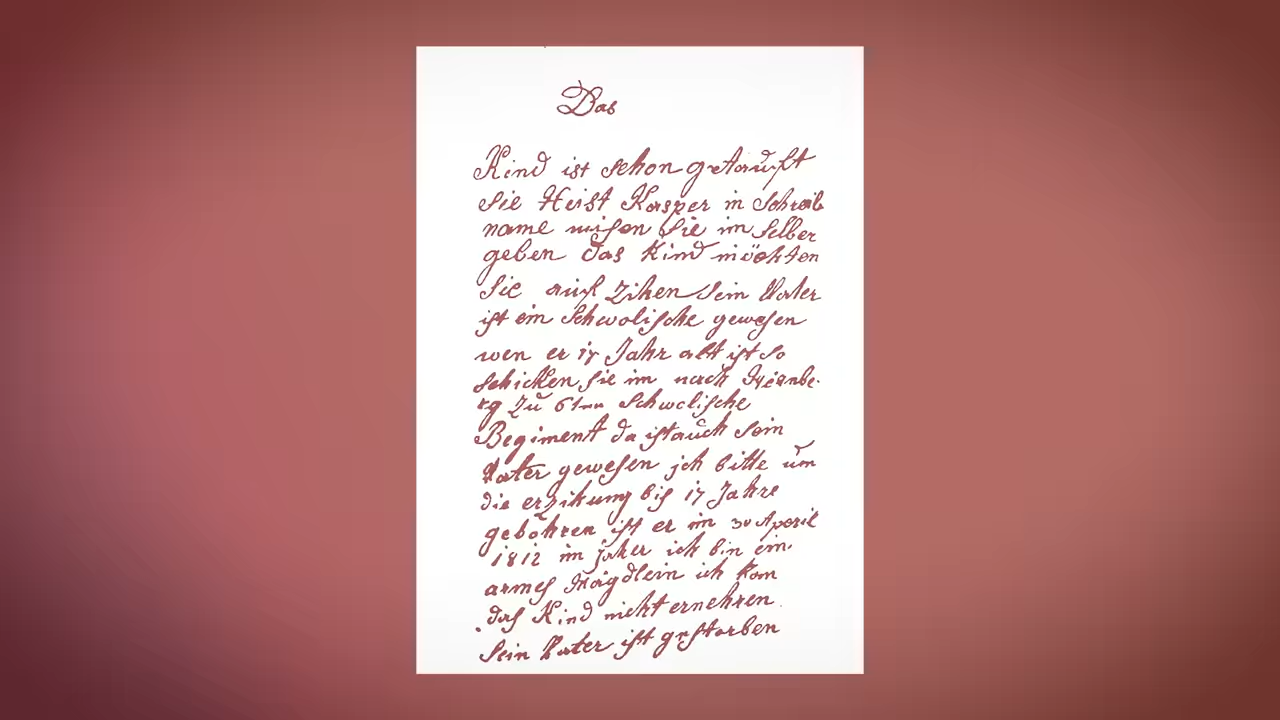 Das
Kind ist schon getauft
Sie Heist Kasper in Schreib
name misen Sie im selber
geben das Kind möchten
Sie auf Zihen Sein Vater
ist ein Schwolische gewesen
wen er 17 Jahr alt ist so
schicken Sie im nach Nirnbe
rg zu 6ten Schwolische
Begiment da ist auch sein
Vater gewesen ich bitte um
die erzikung bis 17 Jahre
gebohren ist er im 30 Aperil
1812 im jaher ich bin ein
armes Mägdlein ich kan
das Kind nicht ernehren
Sein Vater ist gestorben